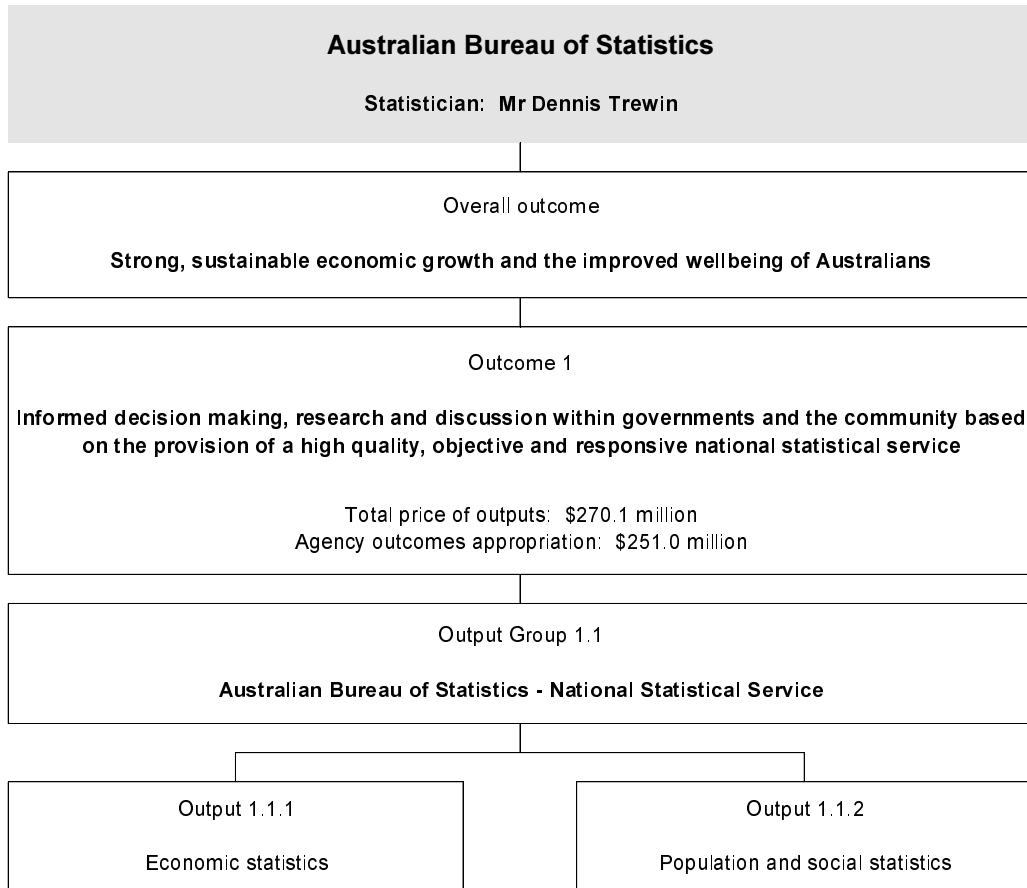 Australian Bureau of Statistics
Statistician: Mr Dennis Trewin
Overall outcome
Strong, sustainable economic growth and the improved wellbeing of Australians
Outcome 1
Informed decision making, research and discussion within governments and the community based
on the provision of a high quality, objective and responsive national statistical service
Total price of outputs: $270.1 million
Agency outcomes appropriation: $251.0 million
Output Group 1.1
Australian Bureau of Statistics - National Statistical Service
Output 1.1.1
Economic statistics
Output 1.1.2
Population and social statistics